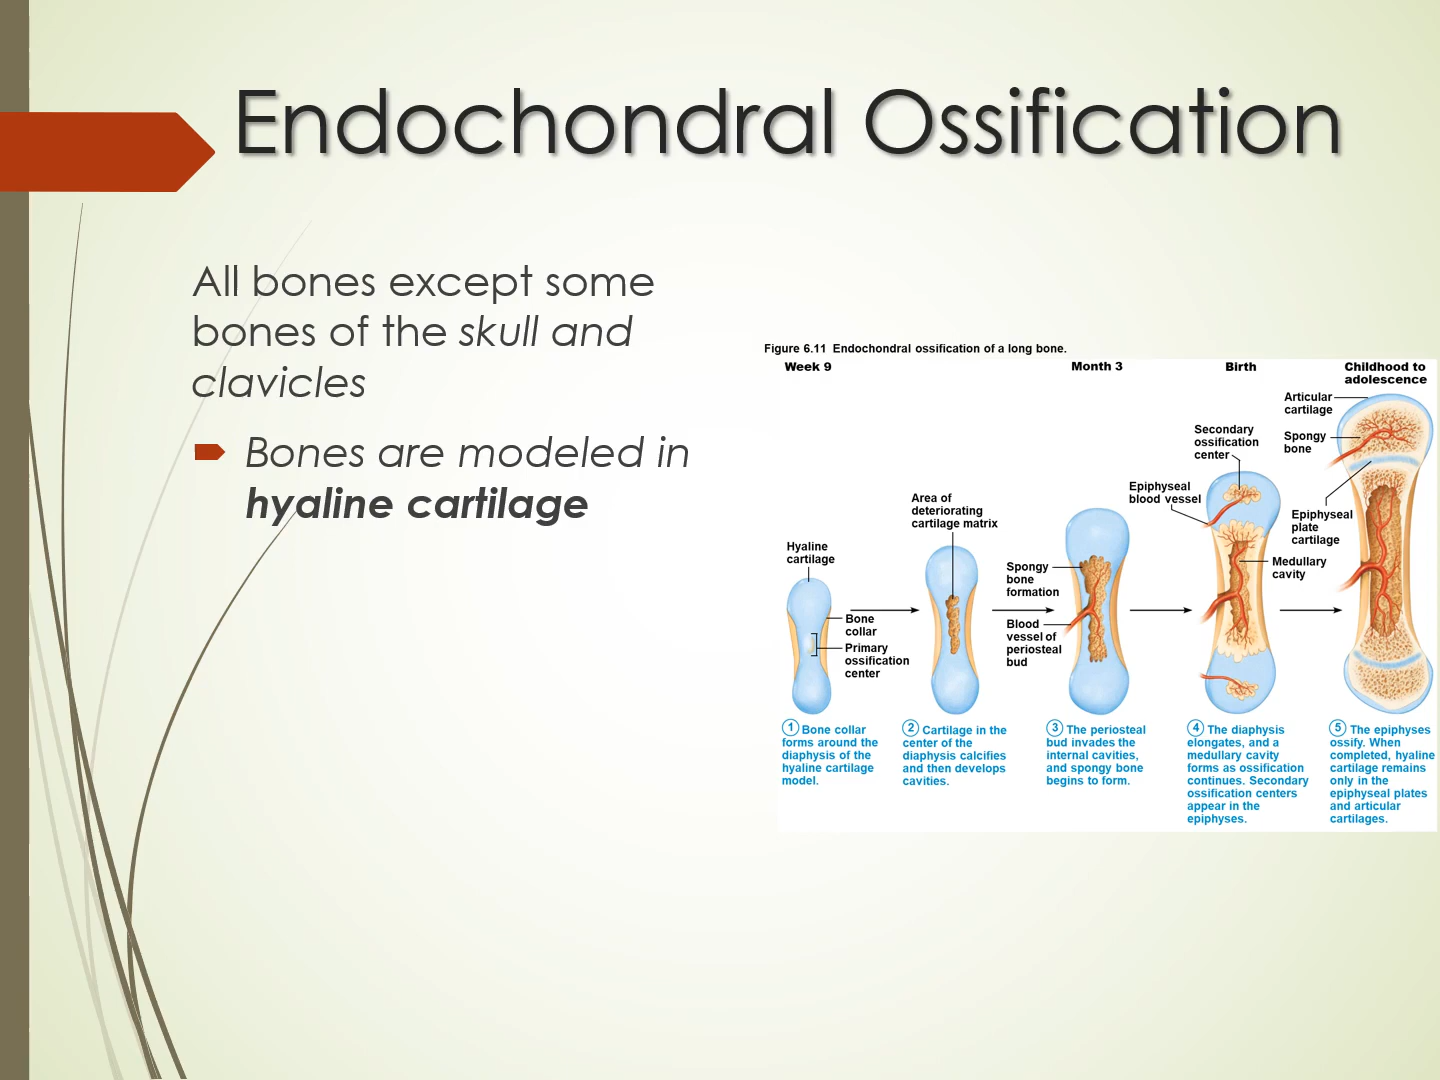 Endochondral Ossification
All bones except some
bones of the skull and
clavicles
Bones are modeled in
hyaline cartilage
Figure 6.11 Endochondral ossification of a long bone.
Week 9
Month 3
Birth
Childhood to
adolescence
Articular
cartilage
Spongy
bone
Secondary
ossification
center
Epiphyseal
blood vessel
Epiphyseal
plate
cartilage
Area of
deteriorating
cartilage matrix
Hyaline
cartilage
Spongy
bone
formation
Medullary
cavity
Bone
collar
Primary
ossification
center
Blood
vessel of
periosteal
bud
1 Bone collar
forms around the
diaphysis of the
hyaline cartilage
model.
2 Cartilage in the
center of the
diaphysis calcifies
and then develops
cavities.
3 The periosteal
bud invades the
internal cavities,
and spongy bone
begins to form.
4 The diaphysis
elongates, and a
medullary cavity
forms as ossification
continues. Secondary
ossification centers
appear in the
epiphyses.
5 The epiphyses
ossify. When
completed, hyaline
cartilage remains
only in the
epiphyseal plates
and articular
cartilages.